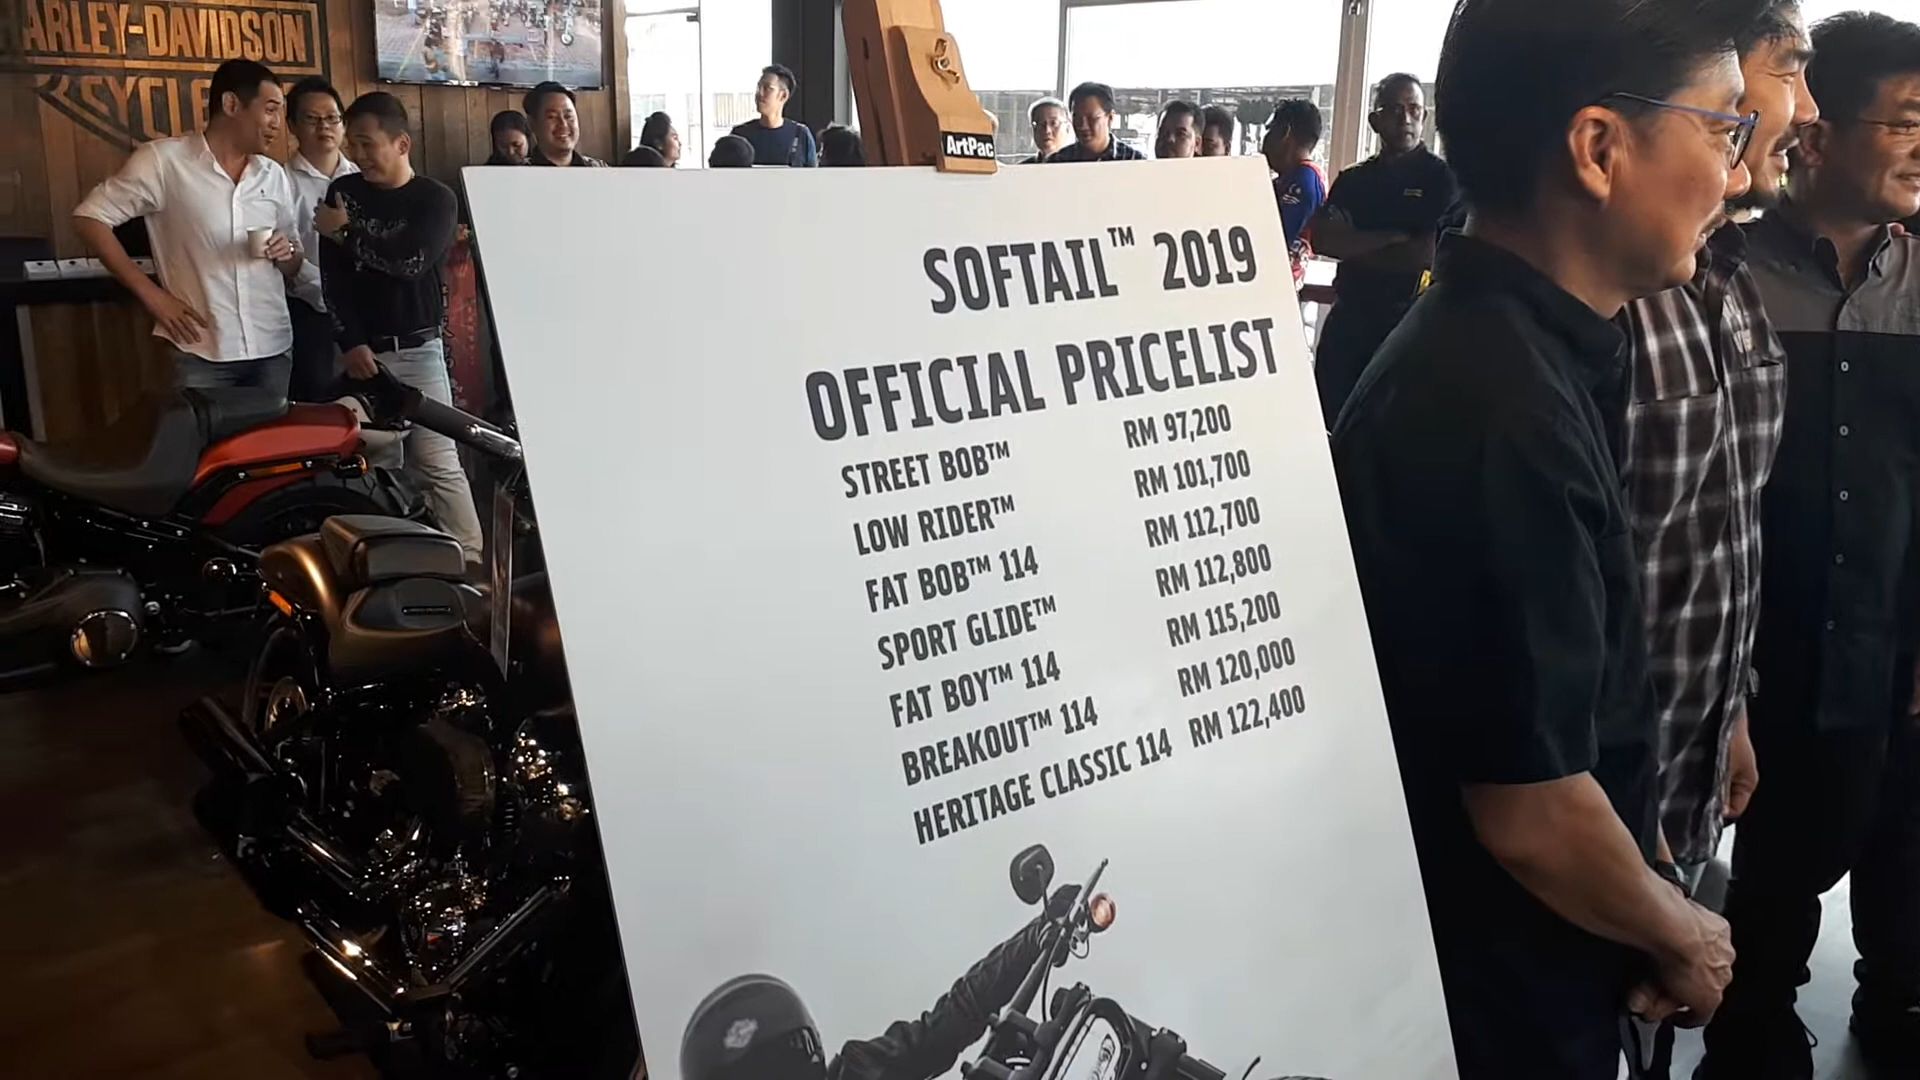 ARLEY-DAVIDSON
CYCLE
ArtPac
SOFTAIL™ 2019
OFFICIAL PRICELIST
STREET BOB™ RM 97,200
LOW RIDER™ RM 101,700
FAT BOB™ 114 RM 112,700
SPORT GLIDE™ RM 112,800
FAT BOY™ 114 RM 115,200
BREAKOUT™ 114 RM 120,000
HERITAGE CLASSIC 114 RM 122,400